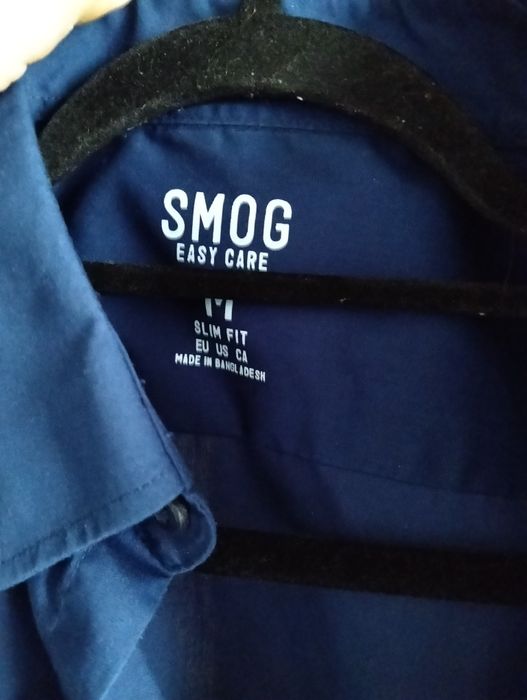 SMOG
EASY CARE
M
SLIM FIT
EU US CA
MADE IN BANGLADESH